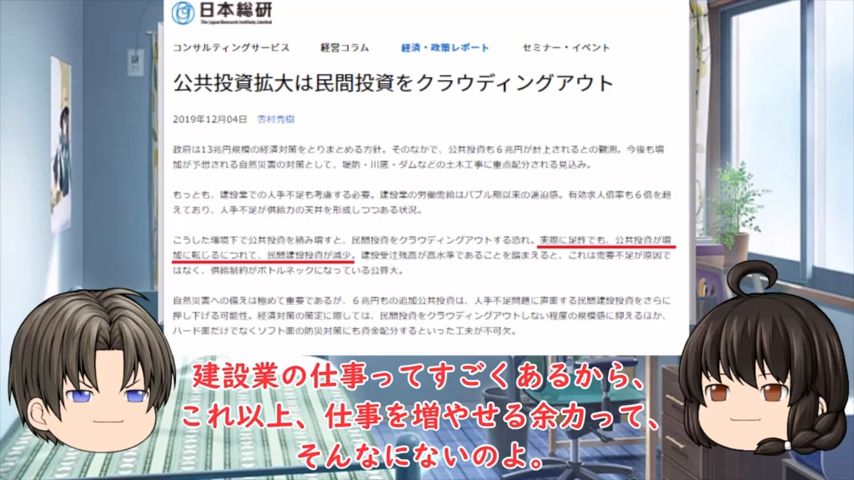 日本総研
The Japan Research Institute, Limited
コンサルティングサービス 経営コラム 経済・政策レポート セミナー・イベント
公共投資拡大は民間投資をクラウディングアウト
2019年12月04日 村秀樹
政府は13兆円規模の経済対策をとりまとめる方針。そのなかで、公共投資も6兆円が計上されるとの観測。今後も増
加が予想される自然災害の対策として、堤防・川底・ダムなどの土木工事に重点配分される見込み。
もっとも、建設業での人手不足も考慮する必要。建設業の労働需給はバブル期以来の逼迫感。有効求人倍率も6倍を超
えており、人手不足が供給力の天井を形成しつつある状況。
こうした環境下で公共投資を積み増すと、民間投資をクラウディングアウトする恐れ。実際に足許でも、公共投資が増
加に転じるにつれて、民間建設投資が減少。建設受注残高が高水準であることを踏まえると、これは需要不足が原因で
はなく、供給制約がボトルネックになっている公算大。
自然災害への備えは極めて重要であるが、6兆円もの追加公共投資は、人手不足問題に直面する民間建設投資をさらに
押し下げる可能性。経済対策の策定に際しては、民間投資をクラウディングアウトしない程度の規模感に抑えるほか、
ハード面だけでなくソフト面の防災対策にも資金配分するといった工夫が不可欠。
建設業の仕事ってすごくあるから、
これ以上、仕事を増やせる余力って、
そんなにないのよ。